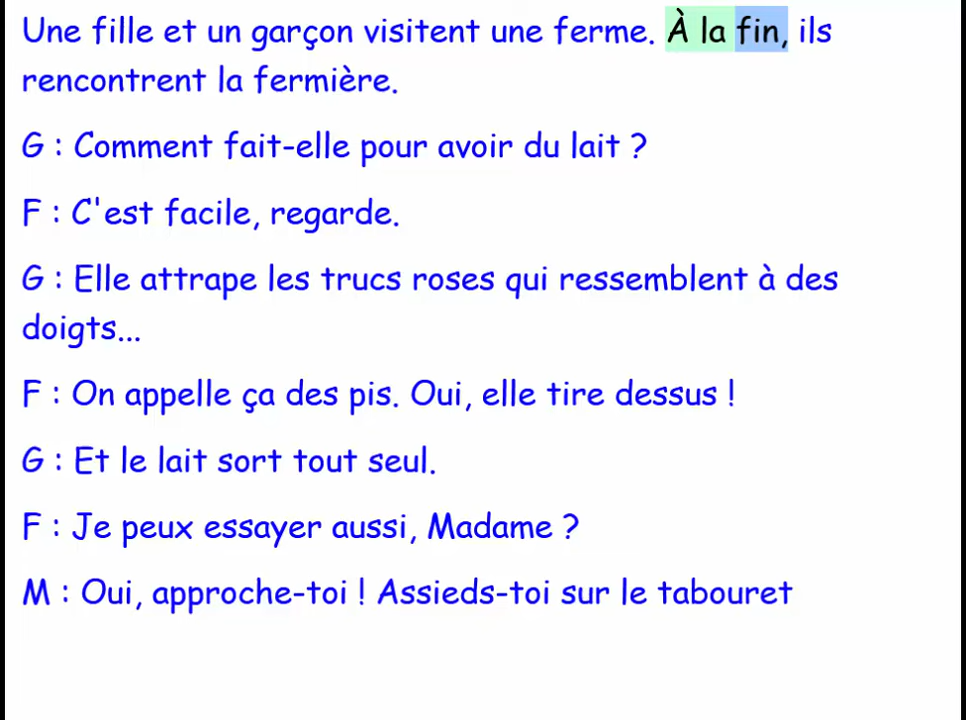 Une fille et un garçon visitent une ferme. À la fin, ils
rencontrent la fermière.
G : Comment fait-elle pour avoir du lait ?
F : C'est facile, regarde.
G : Elle attrape les trucs roses qui ressemblent à des
doigts...
F : On appelle ça des pis. Oui, elle tire dessus !
G : Et le lait sort tout seul.
F : Je peux essayer aussi, Madame ?
M : Oui, approche-toi ! Assieds-toi sur le tabouret